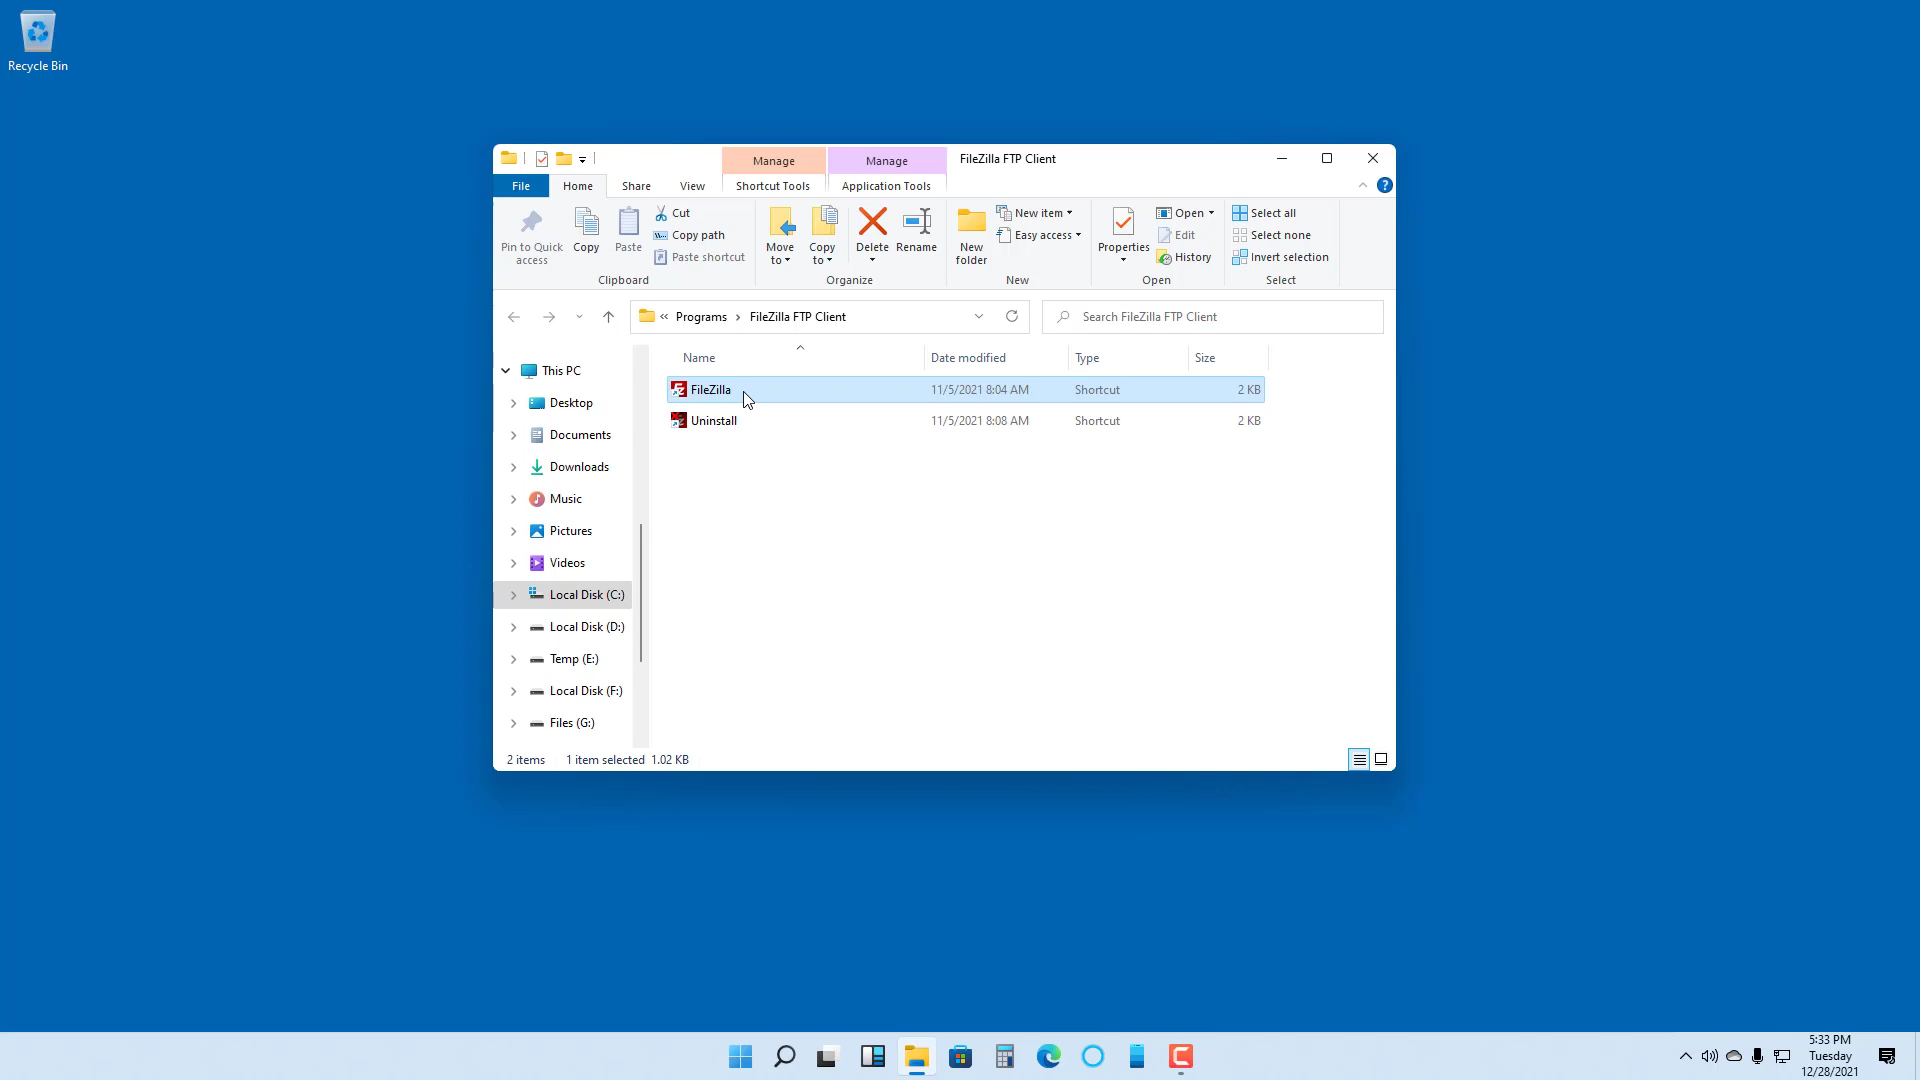 Recycle Bin
Manage
Manage
FileZilla FTP Client
File
Home
Share
View
Shortcut Tools
Application Tools
Pin to Quick access
Copy
Paste
Cut
Copy path
Paste shortcut
Move to
Copy to
Delete
Rename
New folder
New item
Easy access
Properties
Open
Edit
History
Select all
Select none
Invert selection
Clipboard
Organize
New
Open
Select
« Programs › FileZilla FTP Client
Search FileZilla FTP Client
Name
Date modified
Type
Size
FileZilla 11/5/2021 8:04 AM Shortcut 2 KB
Uninstall 11/5/2021 8:08 AM Shortcut 2 KB
This PC
Desktop
Documents
Downloads
Music
Pictures
Videos
Local Disk (C:)
Local Disk (D:)
Temp (E:)
Local Disk (F:)
Files (G:)
2 items
1 item selected 1.02 KB
5:33 PM
Tuesday
12/28/2021